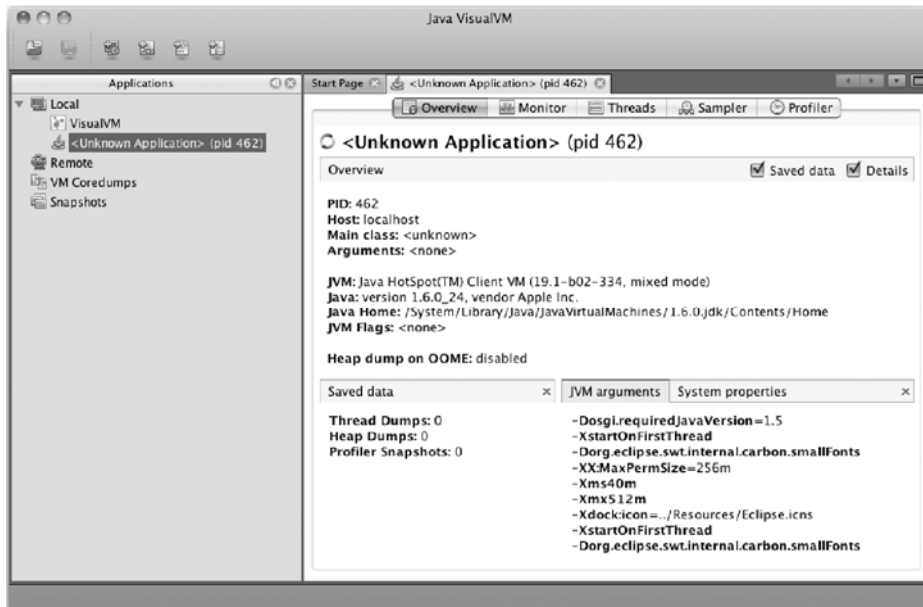 Java VisualVM
Applications
Local
VisualVM
<Unknown Application> (pid 462)
Remote
VM Coredumps
Snapshots
Start Page
<Unknown Application> (pid 462)
Overview
Monitor
Threads
Sampler
Profiler
<Unknown Application> (pid 462)
Overview
Saved data
Details
PID: 462
Host: localhost
Main class: <unknown>
Arguments: <none>
JVM: Java HotSpot(TM) Client VM (19.1-b02-334, mixed mode)
Java: version 1.6.0_24, vendor Apple Inc.
Java Home: /System/Library/Java/JavaVirtualMachines/1.6.0.jdk/Contents/Home
JVM Flags: <none>
Heap dump on OOME: disabled
Saved data
Thread Dumps: 0
Heap Dumps: 0
Profiler Snapshots: 0
JVM arguments
System properties
-Dosgi.requiredJavaVersion=1.5
-XstartOnFirstThread
-Dorg.eclipse.swt.internal.carbon.smallFonts
-XX:MaxPermSize=256m
-Xms40m
-Xmx512m
-Xdock:icon=../Resources/Eclipse.icns
-XstartOnFirstThread
-Dorg.eclipse.swt.internal.carbon.smallFonts